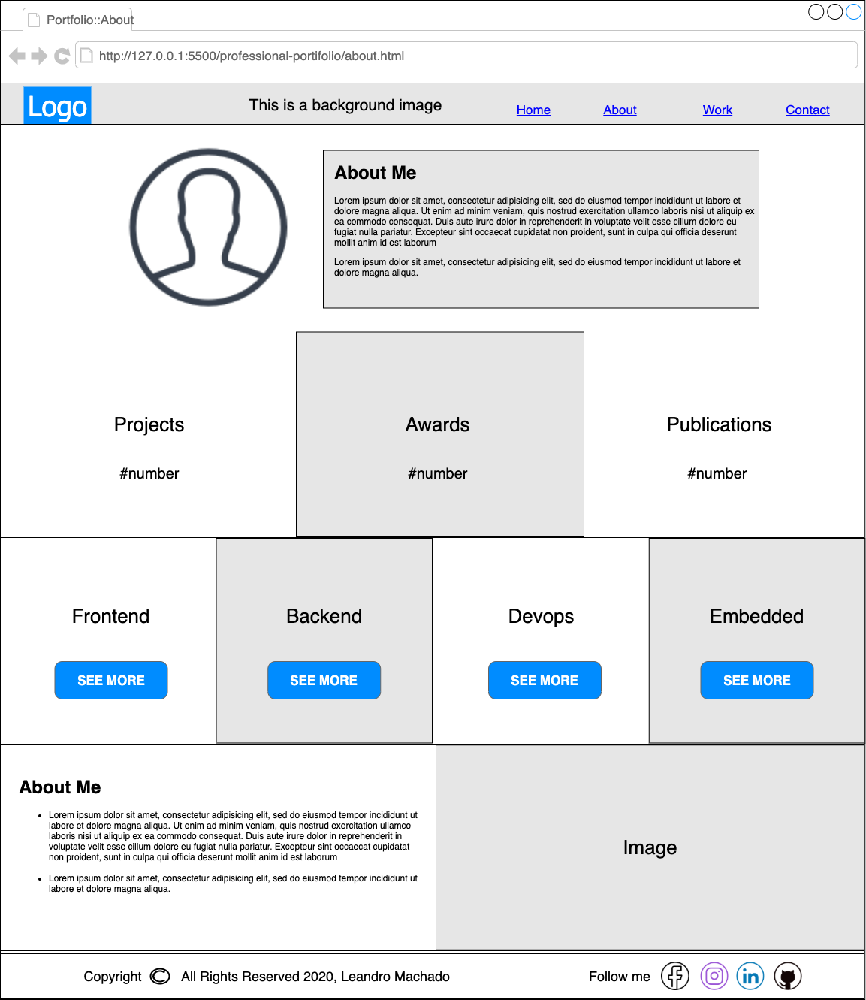 Portfolio::About
http://127.0.0.1:5500/professional-portifolio/about.html
Logo
This is a background image
Home
About
Work
Contact
About Me
Lorem ipsum dolor sit amet, consectetur adipisicing elit, sed do eiusmod tempor incididunt ut labore et
dolore magna aliqua. Ut enim ad minim veniam, quis nostrud exercitation ullamco laboris nisi ut aliquip ex
ea commodo consequat. Duis aute irure dolor in reprehenderit in voluptate velit esse cillum dolore eu
fugiat nulla pariatur. Excepteur sint occaecat cupidatat non proident, sunt in culpa qui officia deserunt
mollit anim id est laborum
Lorem ipsum dolor sit amet, consectetur adipisicing elit, sed do eiusmod tempor incididunt ut labore et
dolore magna aliqua.
Projects
#number
Awards
#number
Publications
#number
Frontend
SEE MORE
Backend
SEE MORE
Devops
SEE MORE
Embedded
SEE MORE
About Me
• Lorem ipsum dolor sit amet, consectetur adipisicing elit, sed do eiusmod tempor incididunt ut
labore et dolore magna aliqua. Ut enim ad minim veniam, quis nostrud exercitation ullamco
laboris nisi ut aliquip ex ea commodo consequat. Duis aute irure dolor in reprehenderit in
voluptate velit esse cillum dolore eu fugiat nulla pariatur. Excepteur sint occaecat cupidatat
non proident, sunt in culpa qui officia deserunt mollit anim id est laborum
• Lorem ipsum dolor sit amet, consectetur adipisicing elit, sed do eiusmod tempor incididunt ut
labore et dolore magna aliqua.
Image
Copyright © All Rights Reserved 2020, Leandro Machado
Follow me